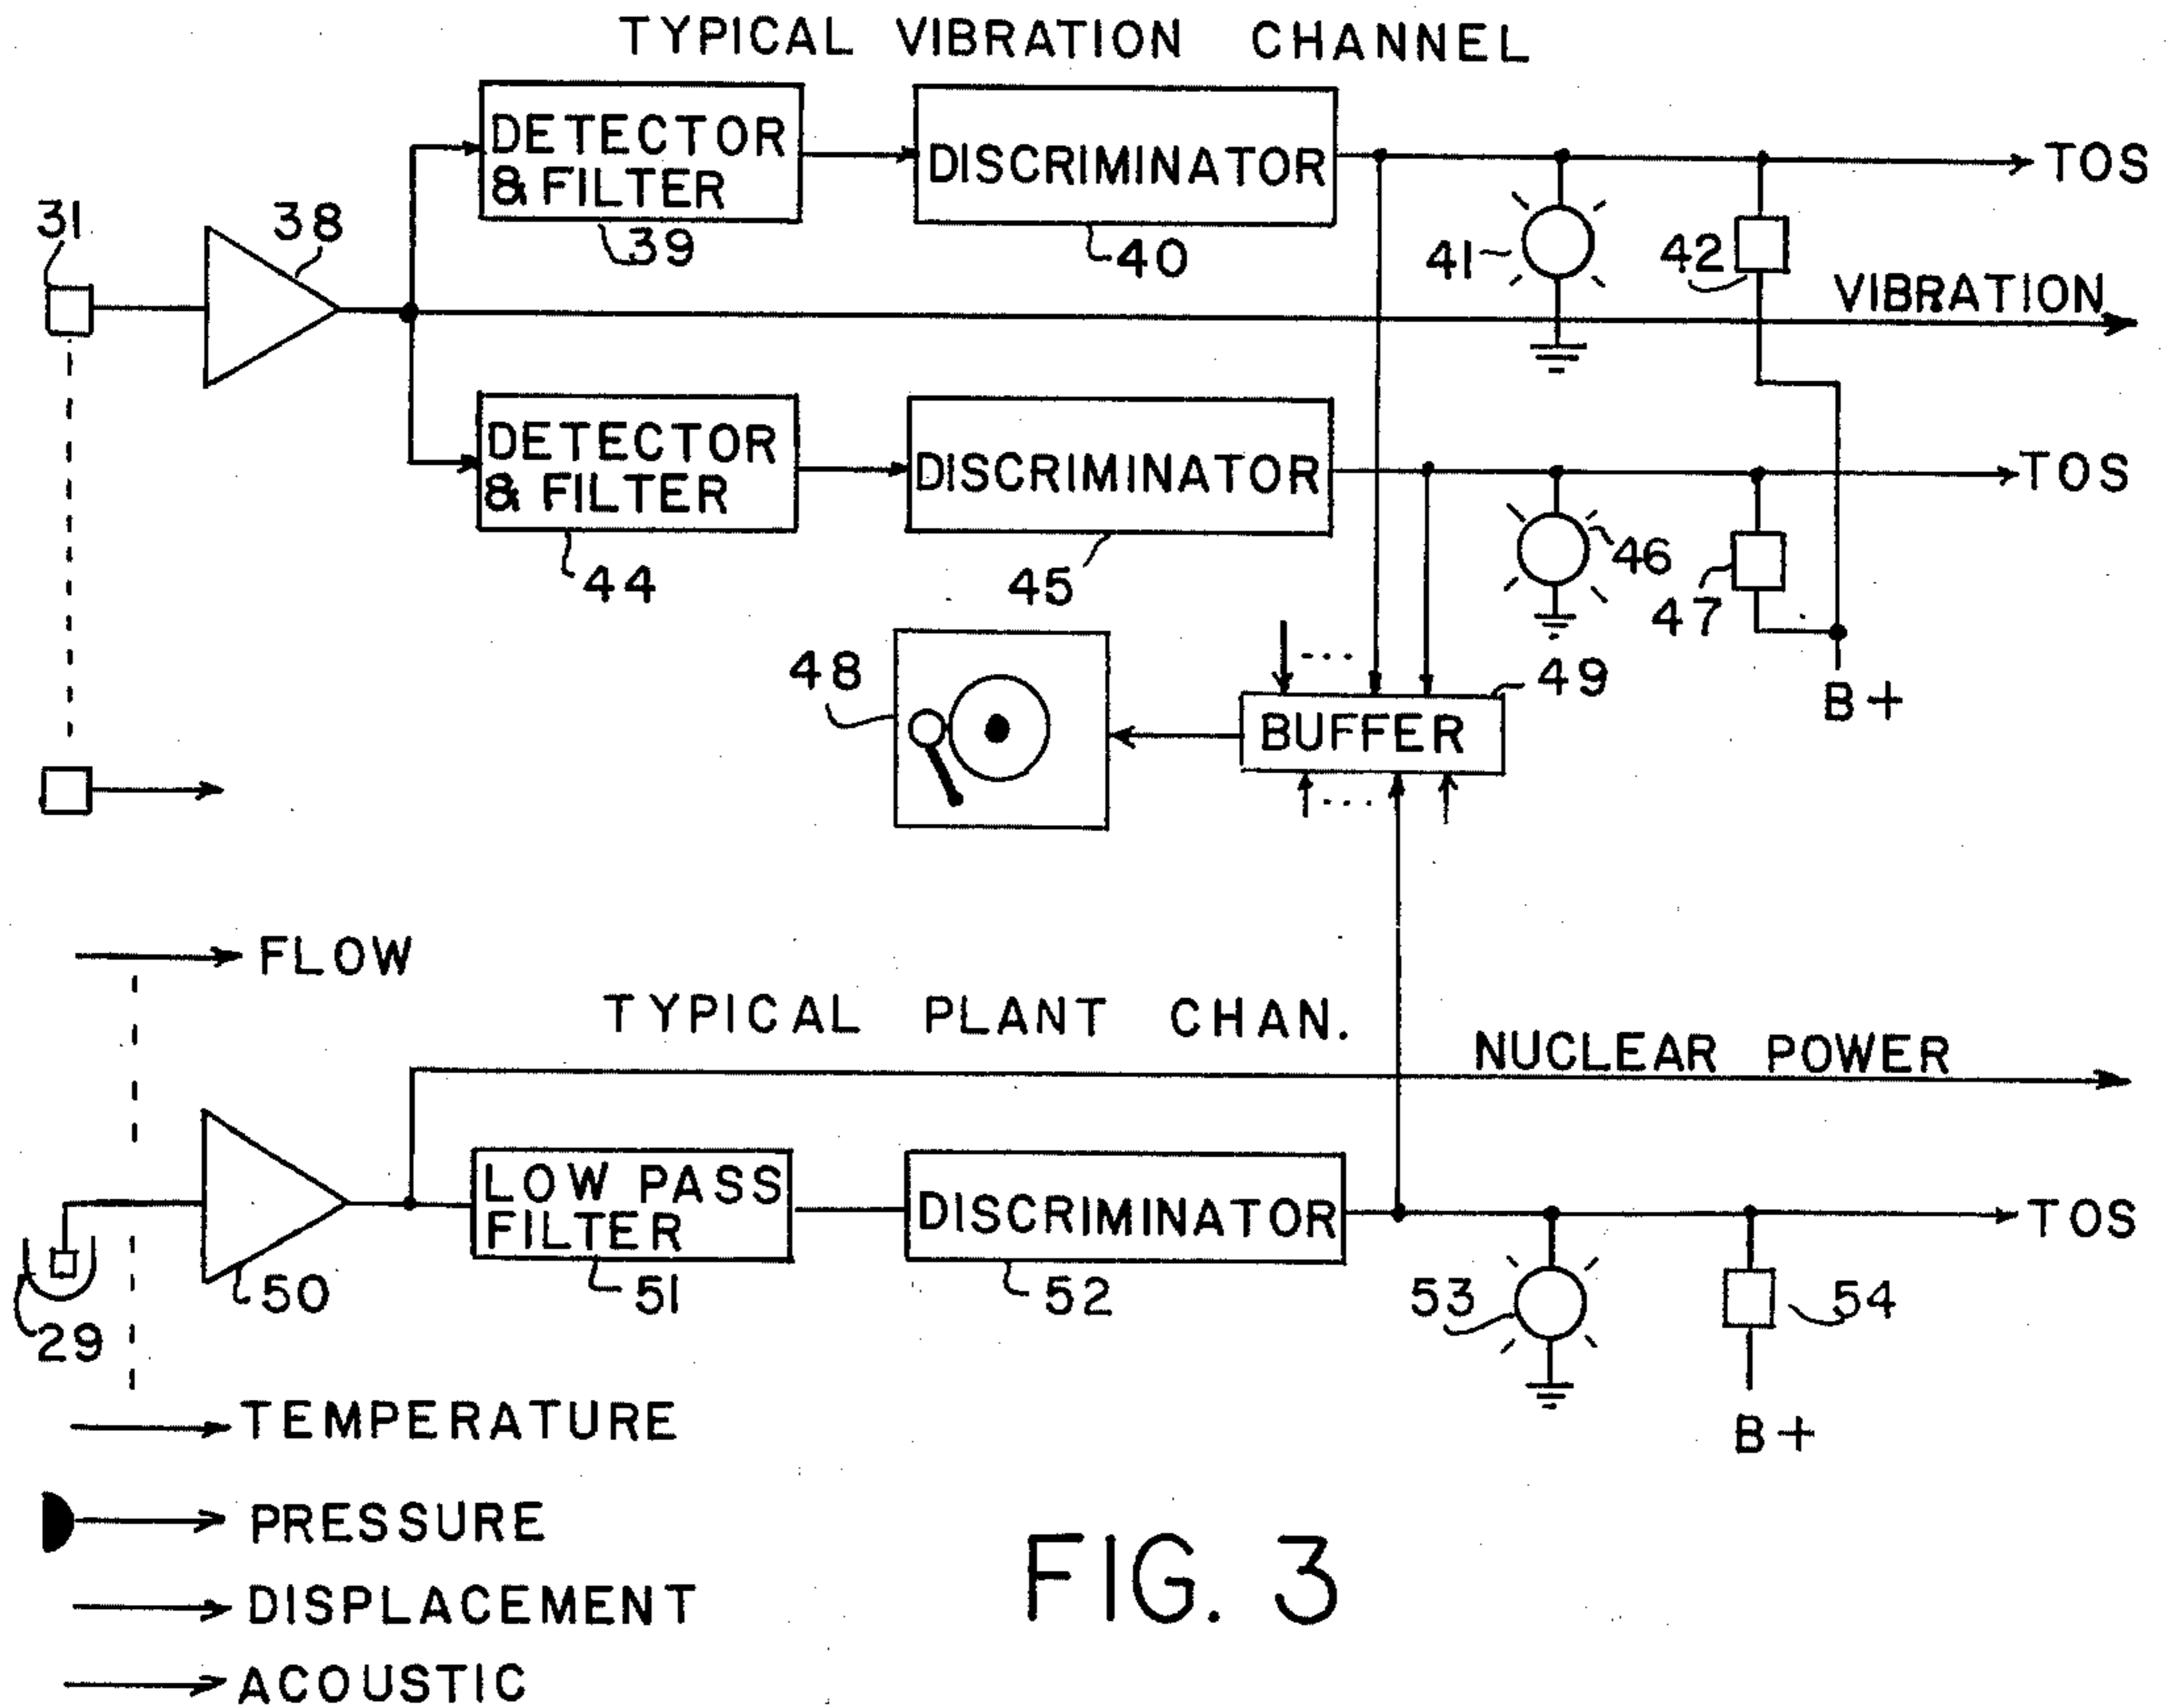 TYPICAL VIBRATION CHANNEL
31
38
DETECTOR
& FILTER
39
DISCRIMINATOR
40
41
42
TOS
VIBRATION
DETECTOR
& FILTER
44
DISCRIMINATOR
45
46
47
TOS
B+
48
49
BUFFER
FLOW
TYPICAL PLANT CHAN.
NUCLEAR POWER
29
50
LOW PASS
FILTER
51
DISCRIMINATOR
52
53
54
TOS
B+
TEMPERATURE
PRESSURE
DISPLACEMENT
ACOUSTIC
FIG. 3